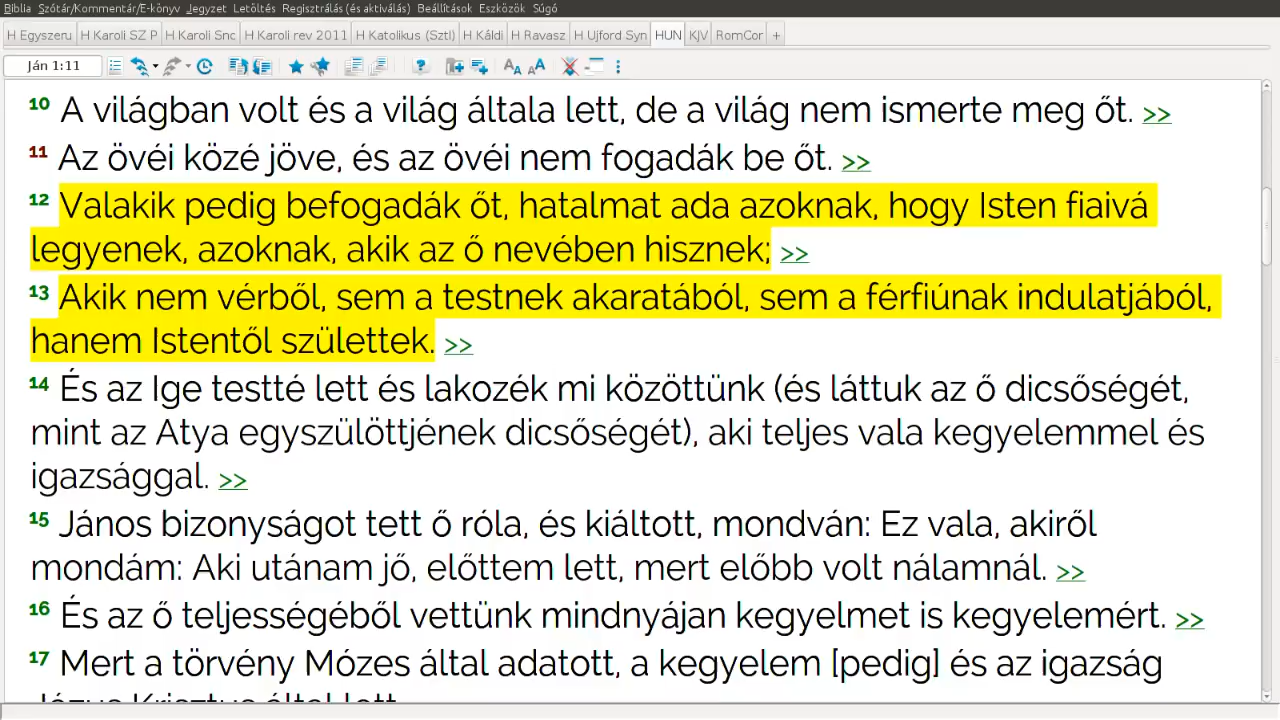 Biblia Szótár/Kommentár/E-könyv Jegyzet Letöltés Regisztrálás (és aktiválás) Beállítások Eszközök Súgó
H Egyszeru H Karoli SZ P H Karoli Snc H Karoli rev 2011 H Katolikus (Sztl) H Káldi H Ravasz H Ujford Syn HUN KJV RomCor +
Ján 1:11
10 A világban volt és a világ általa lett, de a világ nem ismerte meg őt. >>
11 Az övéi közé jöve, és az övéi nem fogadák be őt. >>
12 Valakik pedig befogadák őt, hatalmat ada azoknak, hogy Isten fiaivá
legyenek, azoknak, akik az ő nevében hisznek; >>
13 Akik nem vérből, sem a testnek akaratából, sem a férfiúnak indulatjából,
hanem Istentől születtek. >>
14 És az Ige testté lett és lakozék mi közöttünk (és láttuk az ő dicsőségét,
mint az Atya egyszülöttjének dicsőségét), aki teljes vala kegyelemmel és
igazsággal. >>
15 János bizonyságot tett ő róla, és kiáltott, mondván: Ez vala, akiről
mondám: Aki utánam jő, előttem lett, mert előbb volt nálamnál. >>
16 És az ő teljességéből vettünk mindnyájan kegyelmet is kegyelemért. >>
17 Mert a törvény Mózes által adatott, a kegyelem [pedig] és az igazság
Jézus Krisztus által lett.